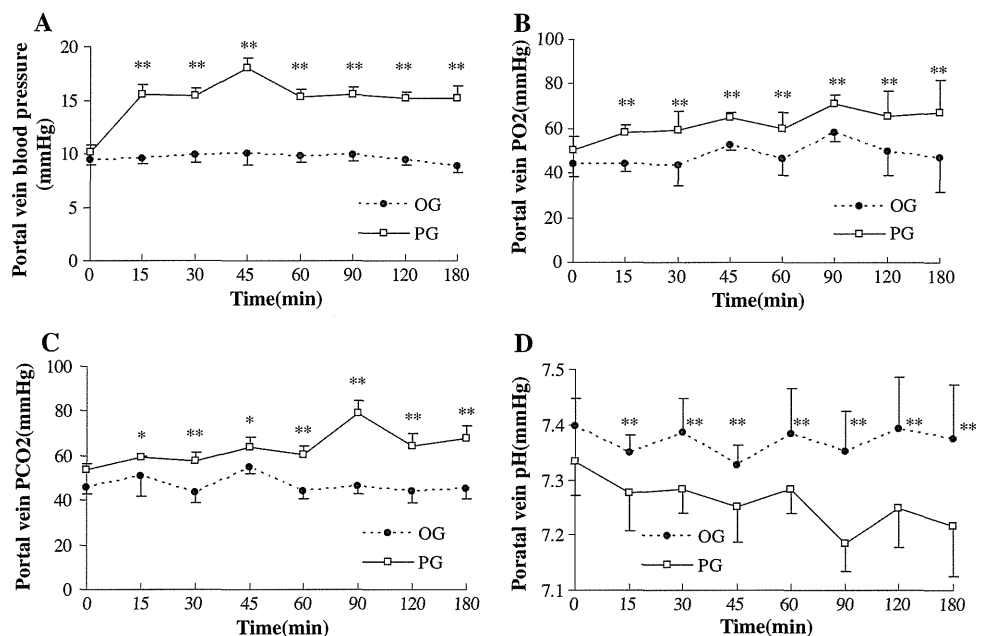 A
Portal vein blood pressure
(mmHg)
20
15
10
5
0
** ** ** ** ** ** **
OG
PG
0 15 30 45 60 90 120 180
Time(min)
B
Portal vein PO2(mmHg)
100
80
60
40
20
0
** ** ** ** ** ** **
OG
PG
0 15 30 45 60 90 120 180
Time(min)
C
Portal vein PCO2(mmHg)
100
80
60
40
20
0
* ** * ** ** ** **
OG
PG
0 15 30 45 60 90 120 180
Time(min)
D
Poratal vein pH(mmHg)
7.5
7.4
7.3
7.2
7.1
** ** ** ** ** ** **
OG
PG
0 15 30 45 60 90 120 180
Time(min)